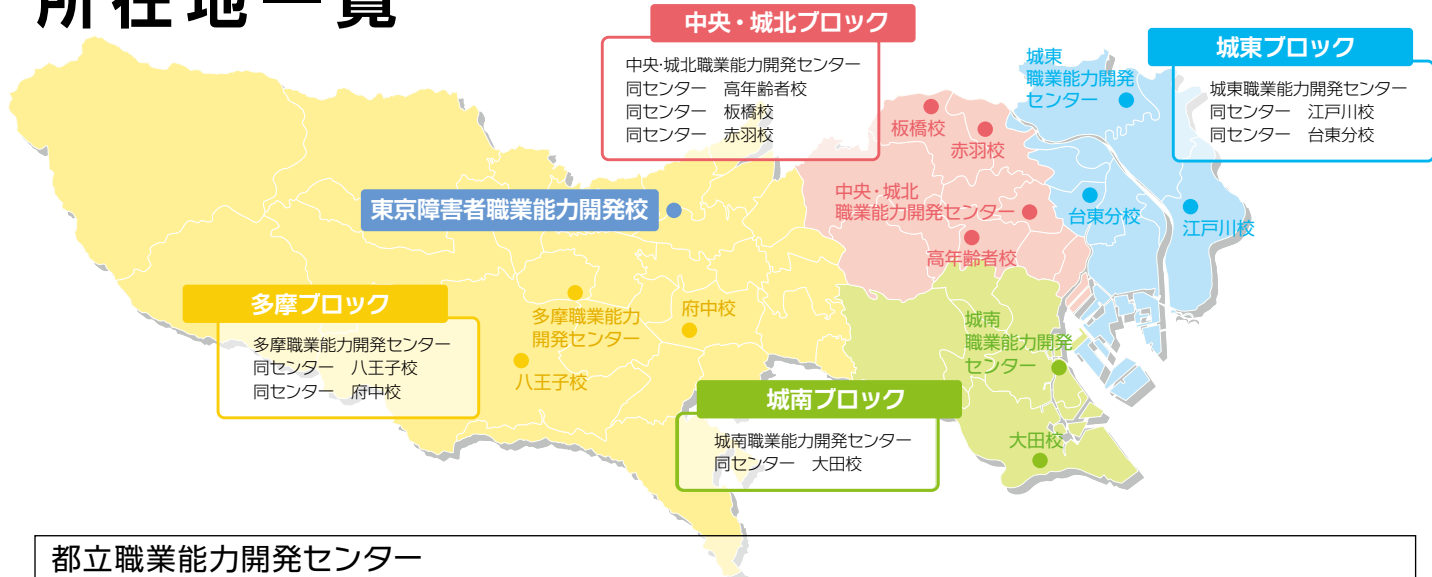 所在地一覧
中央・城北ブロック
中央・城北職業能力開発センター
同センター　高年齢者校
同センター　板橋校
同センター　赤羽校
城東ブロック
城東職業能力開発センター
同センター　江戸川校
同センター　台東分校
城東
職業能力開発
センター
板橋校
赤羽校
中央・城北
職業能力開発センター
高年齢者校
台東分校
江戸川校
東京障害者職業能力開発校
多摩ブロック
多摩職業能力開発センター
同センター　八王子校
同センター　府中校
多摩職業能力
開発センター
府中校
八王子校
城南
職業能力開発
センター
大田校
城南ブロック
城南職業能力開発センター
同センター　大田校
都立職業能力開発センター